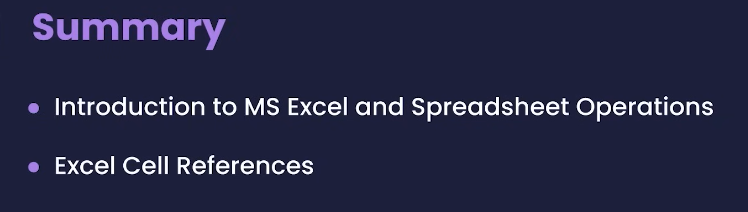 Summary
Introduction to MS Excel and Spreadsheet Operations
Excel Cell References